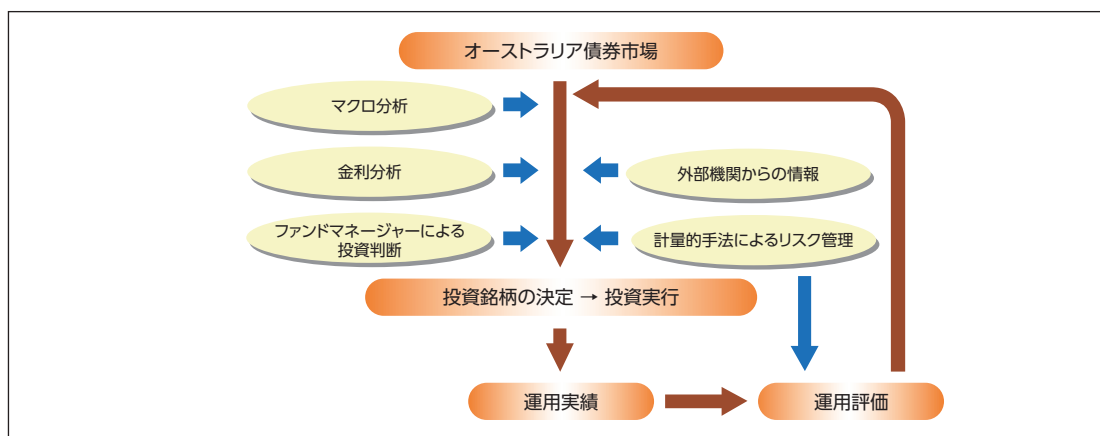 オーストラリア債券市場
マクロ分析
金利分析
外部機関からの情報
ファンドマネージャーによる
投資判断
計量的手法によるリスク管理
投資銘柄の決定 → 投資実行
運用実績
運用評価